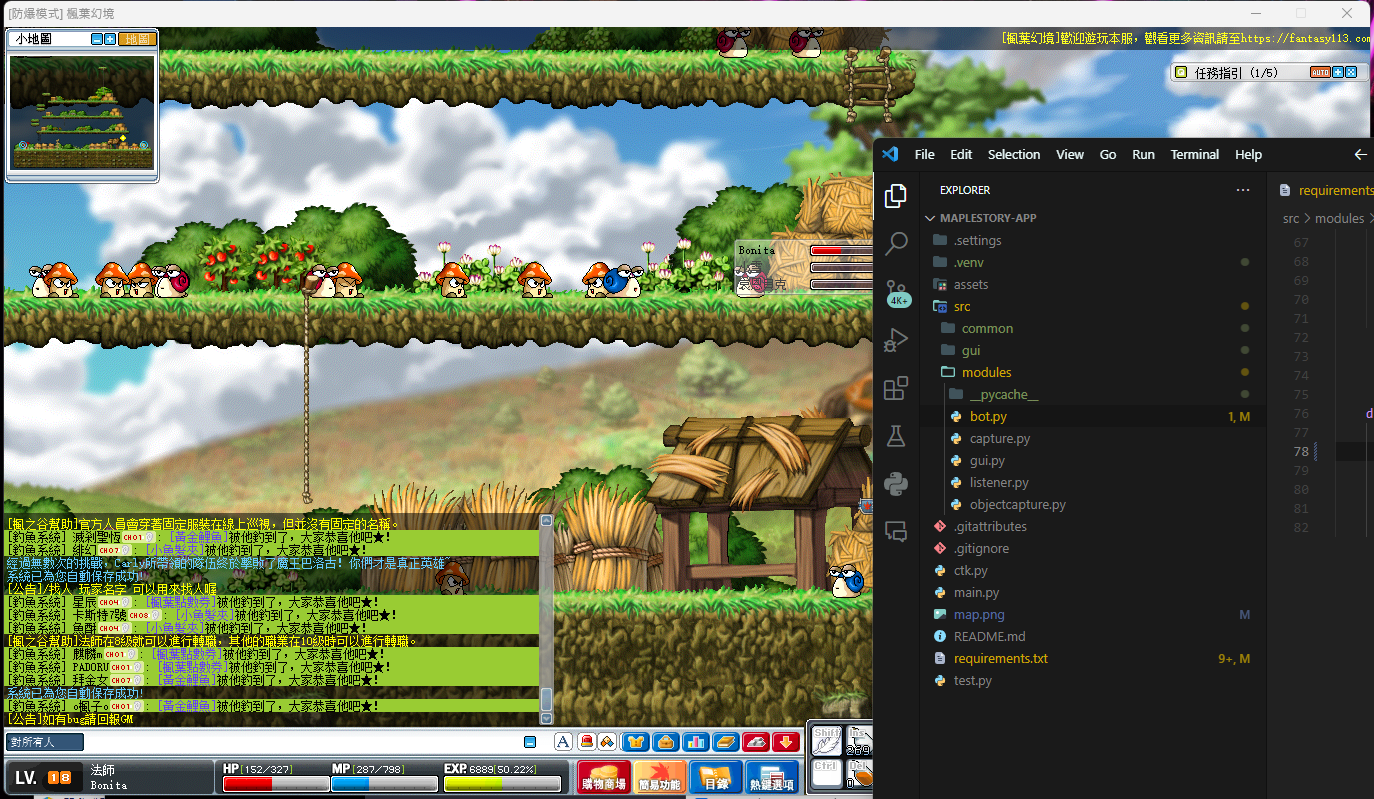 [防爆模式] 楓葉幻境
小地圖
地圖
[楓葉幻境]歡迎遊玩本服，觀看更多資訊請至https://fantasy113.com
任務指引 (1/5)
AUTO
Bonita
[楓之谷幫助]官方人員會穿著固定服裝在線上巡視，但並沒有固定的名稱。
[釣魚系統] 滅剎聖恆 CH01 : [黃金鯉魚]被他釣到了，大家恭喜他吧★!
[釣魚系統] 緋幻 CH07 : [小魚髮夾]被他釣到了，大家恭喜他吧★!
經過無數次的挑戰，Carly所帶領的隊伍終於擊敗了魔王巴洛古! 你們才是真正英雄
系統已為您自動保存成功!
[公告]/找人 玩家名字 可以用來找人喔
[釣魚系統] 星辰 CH04 : [楓葉點數券]被他釣到了，大家恭喜他吧★!
[釣魚系統] 卡斯特7號 CH08 : [小魚髮夾]被他釣到了，大家恭喜他吧★!
[釣魚系統] 魚酥 CH04 : [小魚髮夾]被他釣到了，大家恭喜他吧★!
[楓之谷幫助]法師在8級就可以進行轉職，其他的職業在10級時可以進行轉職。
[釣魚系統] 麒麟m CH01 : [楓葉點數券]被他釣到了，大家恭喜他吧★!
[釣魚系統] PADORU CH01 : [楓葉點數券]被他釣到了，大家恭喜他吧★!
[釣魚系統] 拜金女 CH07 : [黃金鯉魚]被他釣到了，大家恭喜他吧★!
系統已為您自動保存成功!
[釣魚系統] o楓子o CH01 : [黃金鯉魚]被他釣到了，大家恭喜他吧★!
[公告]如有bug請回報GM
對所有人
A
LV. 18
法師
Bonita
HP[152/327]
MP[287/798]
EXP 6889[50.22%]
購物商場
簡易功能
目錄
熱鍵選項
Shift
Ins
269
Ctrl
Del
0
File Edit Selection View Go Run Terminal Help
EXPLORER
MAPLESTORY-APP
.settings
.venv
assets
src
common
gui
modules
__pycache__
bot.py 1, M
capture.py
gui.py
listener.py
objectcapture.py
.gitattributes
.gitignore
ctk.py
main.py
map.png M
README.md
requirements.txt 9+, M
test.py
4K+
requirements
src > modules >
67
68
69
70
71
72
73
74
75
76 d
77
78
79
80
81
82